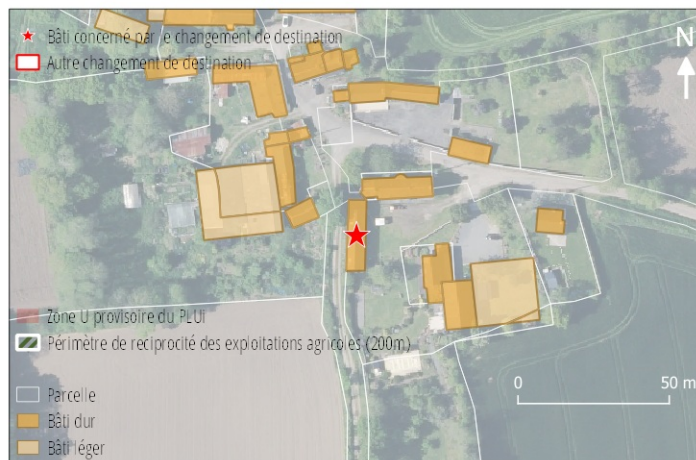 Bâti concerné par le changement de destination
Autre changement de destination
N
Zone U provisoire du PLUi
Périmètre de reciprocité des exploitations agricoles (200m)
Parcelle
Bâti dur
Bâti léger
0 50 m